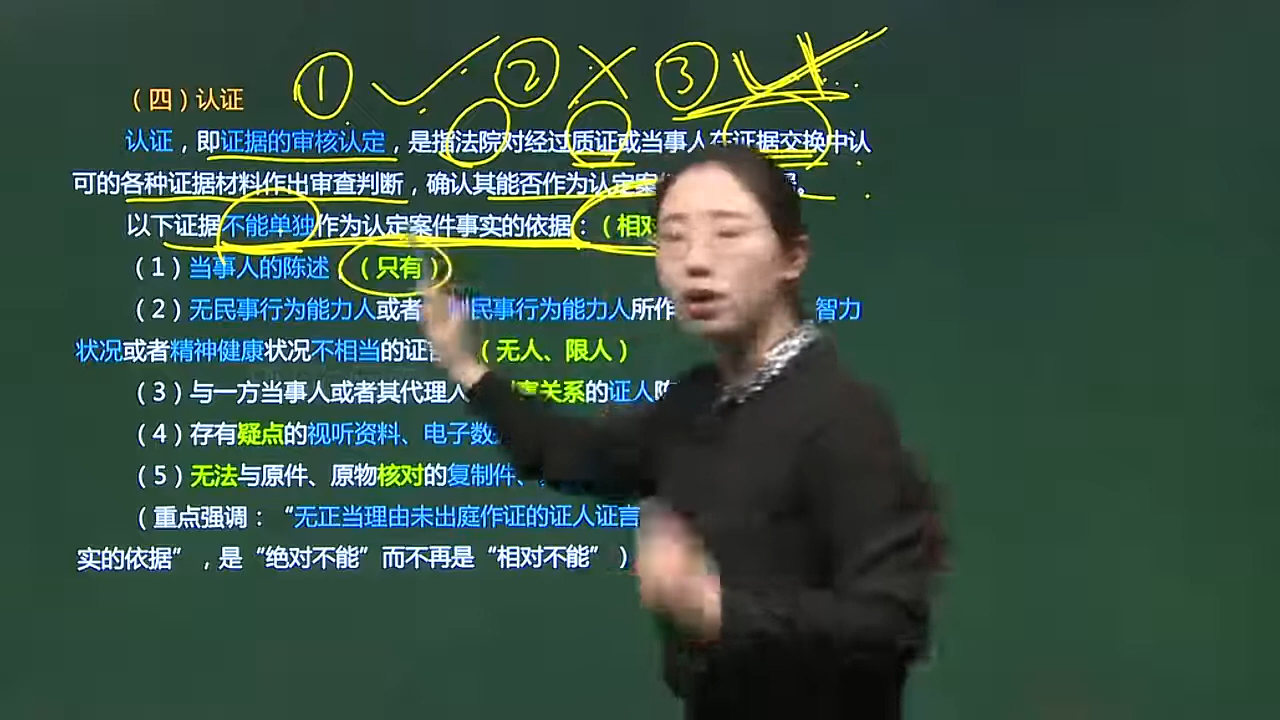 ① ✓ ② × ③
（四）认证
认证，即证据的审核认定，是指法院对经过质证或当事人在证据交换中认
可的各种证据材料作出审查判断，确认其能否作为认定案
以下证据不能单独作为认定案件事实的依据：（相对
（1）当事人的陈述（只有）
（2）无民事行为能力人或者 民事行为能力人所作 智力
状况或者精神健康状况不相当的证 （无人、限人）
（3）与一方当事人或者其代理人 关系的证人
（4）存有疑点的视听资料、电子数
（5）无法与原件、原物核对的复制件、
（重点强调：“无正当理由未出庭作证的证人证言
实的依据”，是“绝对不能”而不再是“相对不能”）